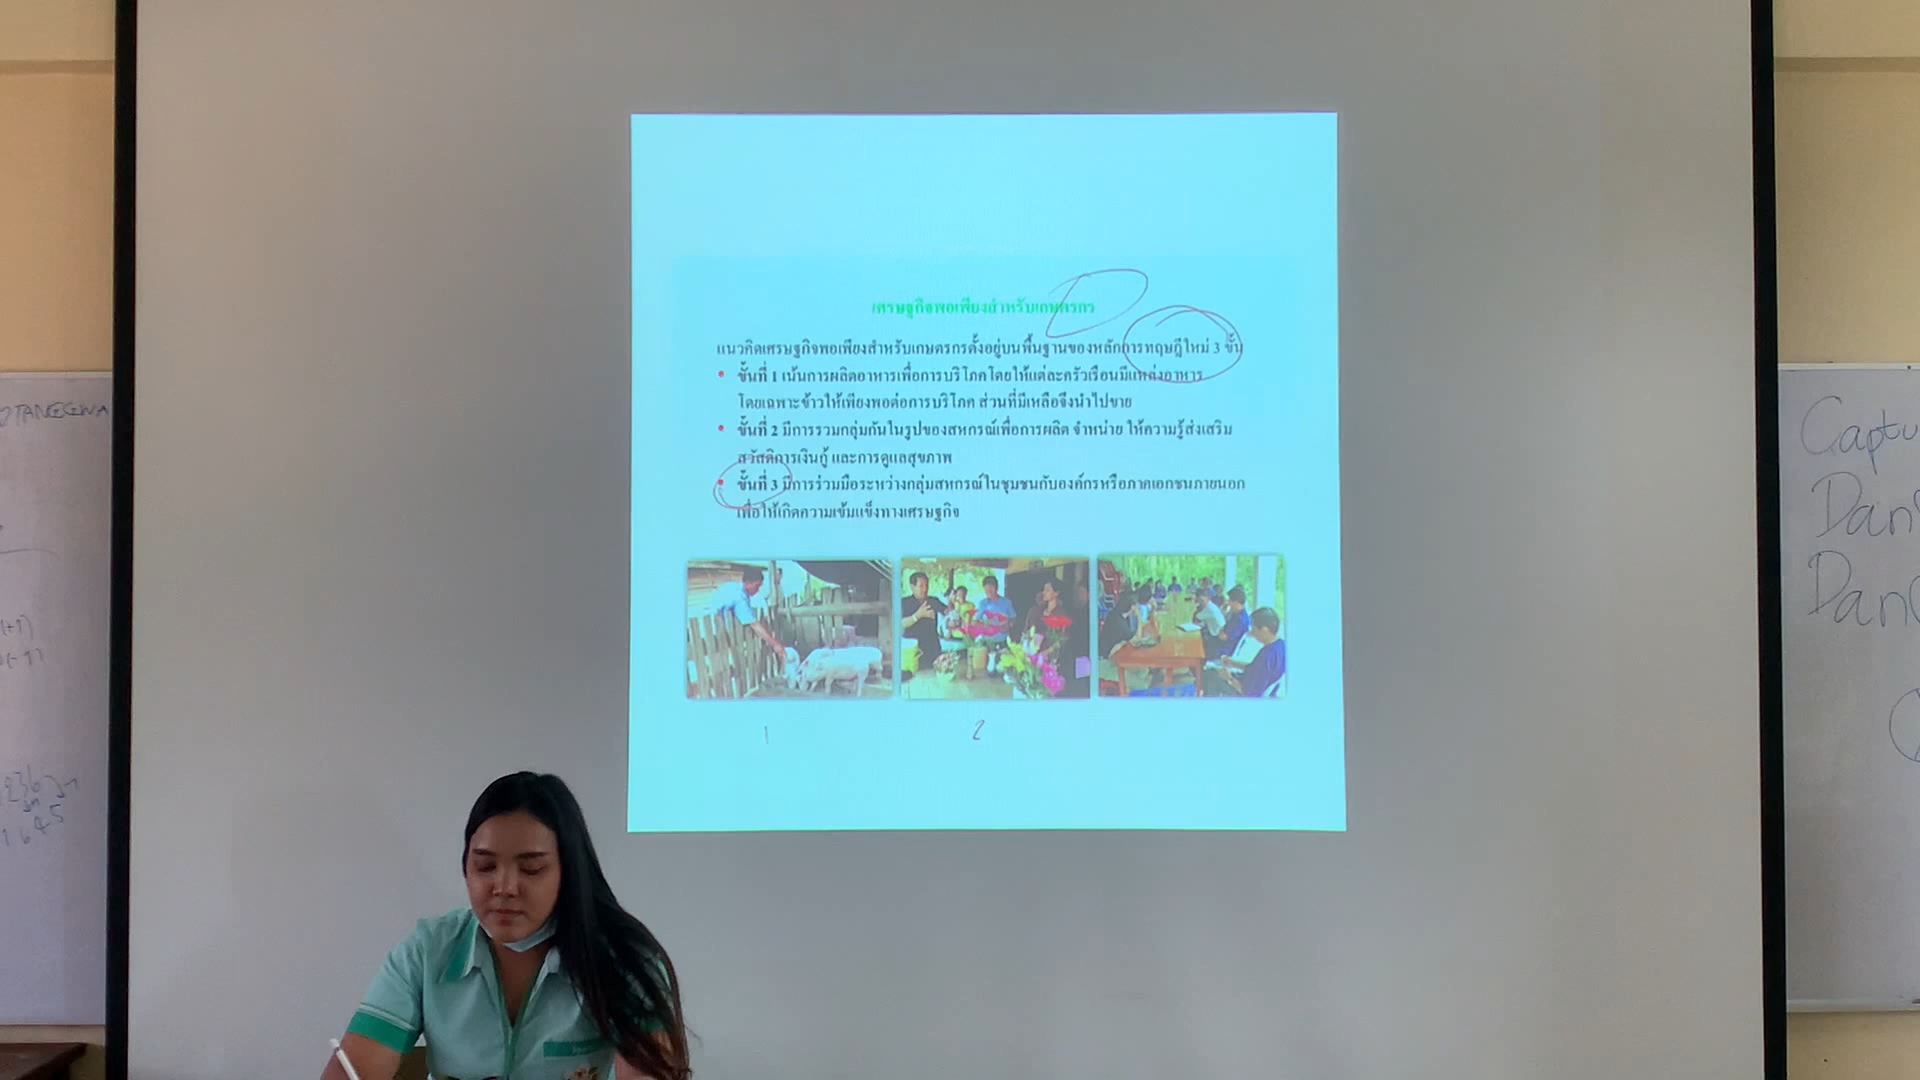 เศรษฐกิจพอเพียงสำหรับเกษตรกร
แนวคิดเศรษฐกิจพอเพียงสำหรับเกษตรกรตั้งอยู่บนพื้นฐานของหลักการทฤษฎีใหม่ 3 ขั้น
• ขั้นที่ 1 เน้นการผลิตอาหารเพื่อการบริโภคโดยให้แต่ละครัวเรือนมีแหล่งอาหาร
โดยเฉพาะข้าวให้เพียงพอต่อการบริโภค ส่วนที่มีเหลือจึงนำไปขาย
• ขั้นที่ 2 มีการรวมกลุ่มกันในรูปของสหกรณ์เพื่อการผลิต จำหน่าย ให้ความรู้ส่งเสริม
สวัสดิการเงินกู้ และการดูแลสุขภาพ
• ขั้นที่ 3 มีการร่วมมือระหว่างกลุ่มสหกรณ์ในชุมชนกับองค์กรหรือภาคเอกชนภายนอก
เพื่อให้เกิดความเข้มแข็งทางเศรษฐกิจ
1 2
Captu
Dan
Dan